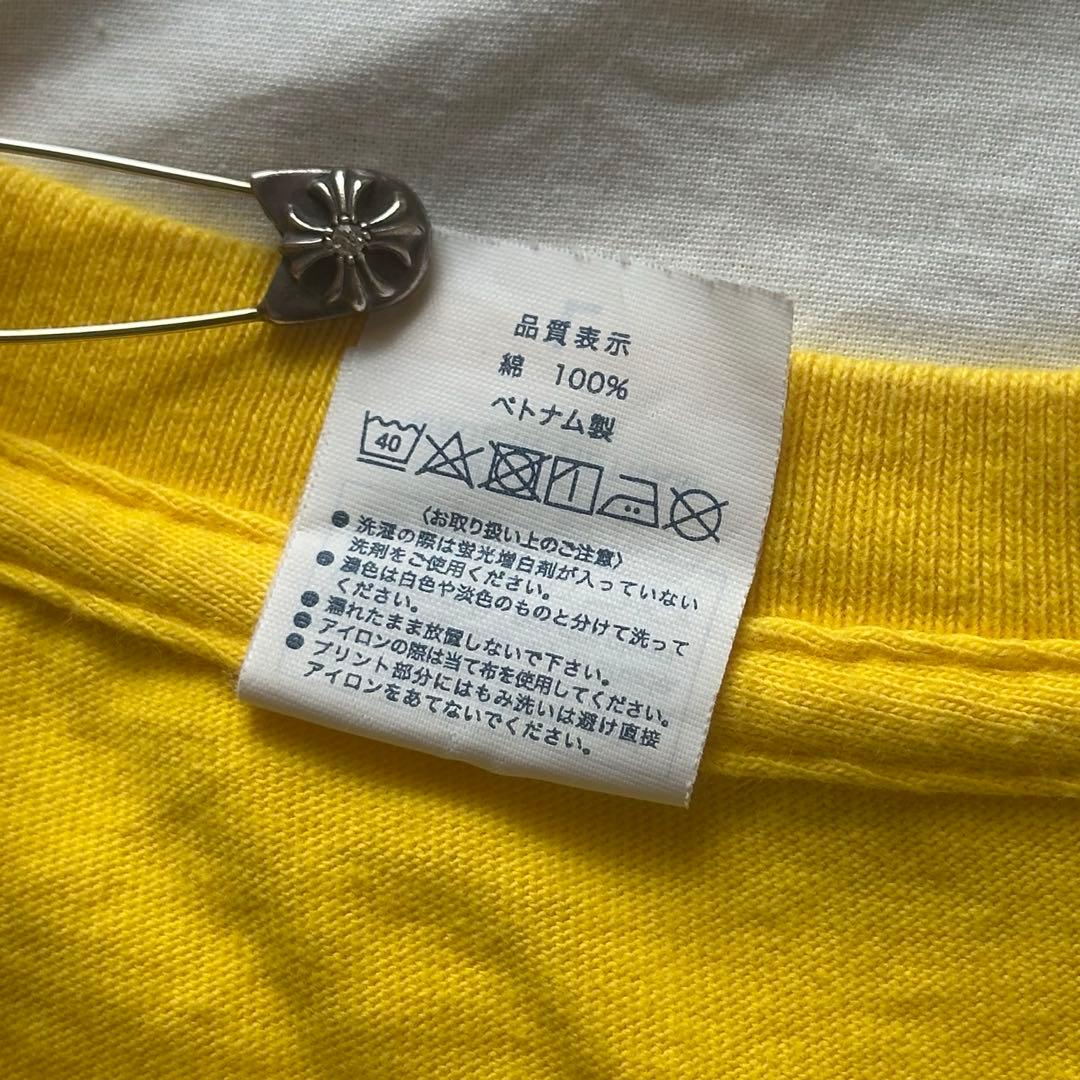 品質表示
綿 100%
ベトナム製
40
〈お取り扱い上のご注意〉
● 洗濯の際は蛍光増白剤が入っていない
洗剤をご使用ください。
● 濃色は白色や淡色のものと分けて洗って
ください。
● 濡れたまま放置しないで下さい。
● アイロンの際は当て布を使用してください。
● プリント部分にはもみ洗いは避け直接
アイロンをあてないでください。